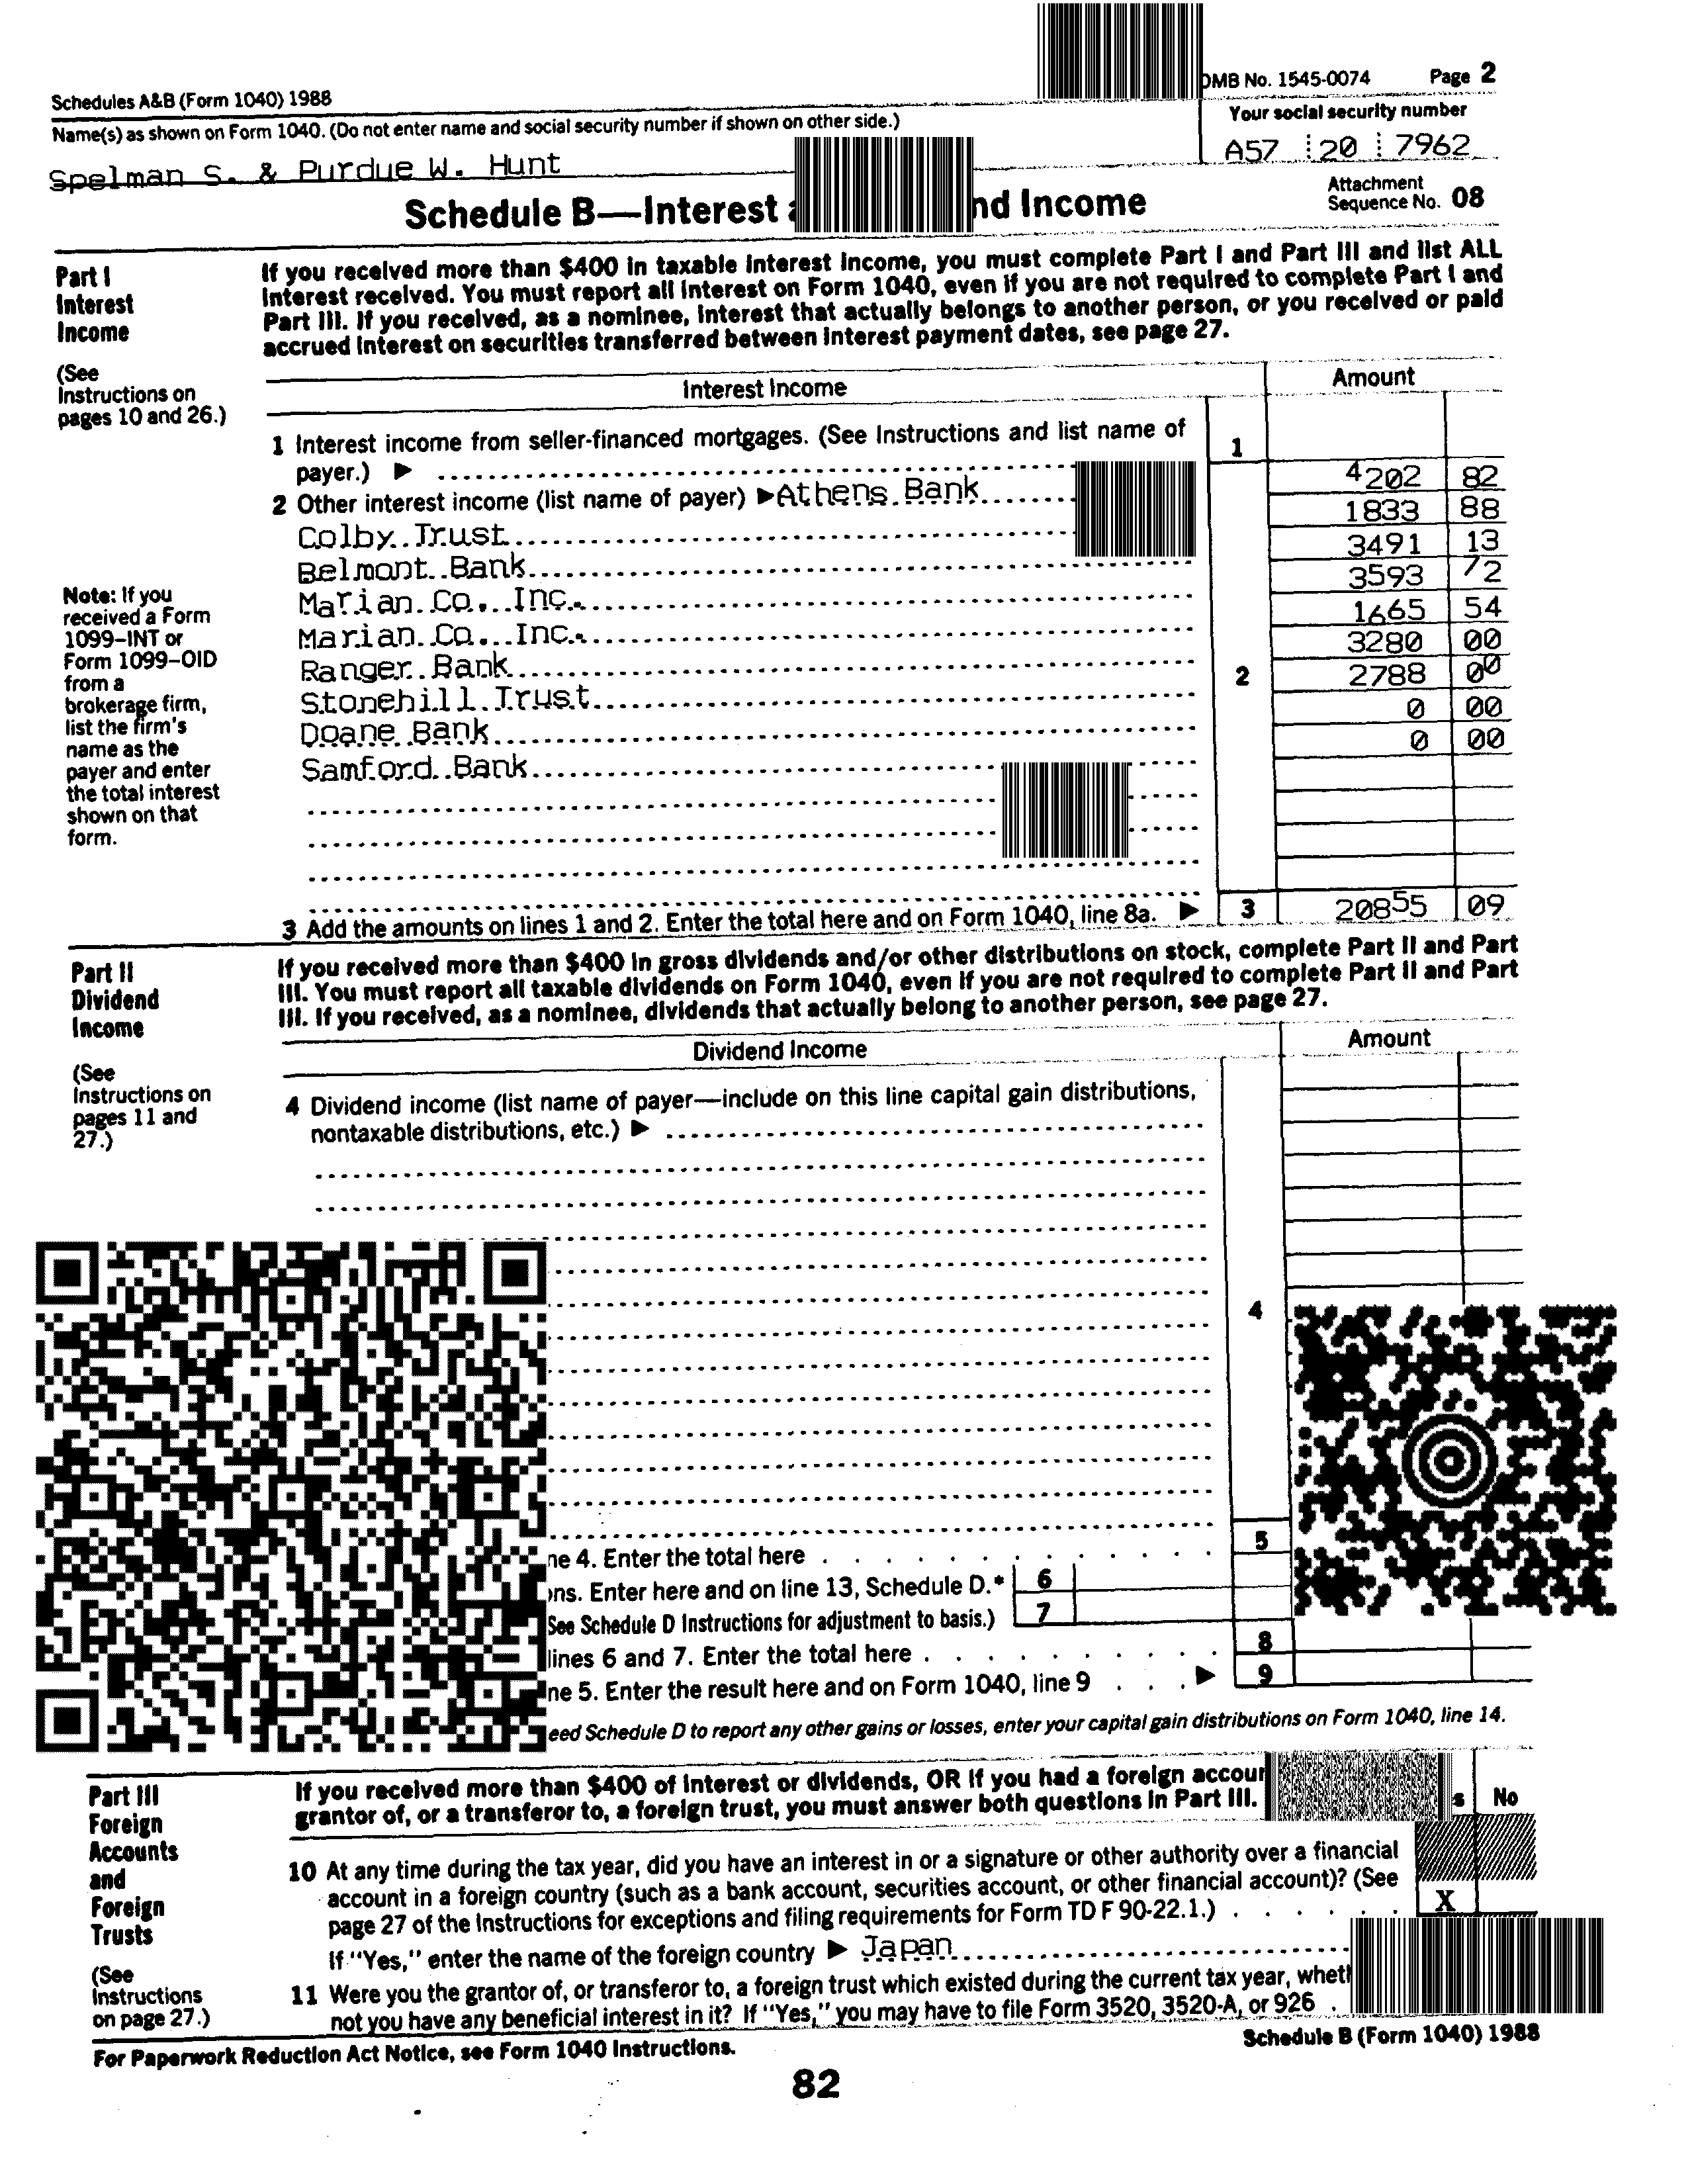 OMB No. 1545-0074 Page 2
Schedules A&B (Form 1040) 1988
Name(s) as shown on Form 1040. (Do not enter name and social security number if shown on other side.)
Your social security number
Spelman S. & Purdue W. Hunt
A57 20 7962
Schedule B—Interest nd Income
Attachment
Sequence No. 08
Part I
Interest
Income
(See
Instructions on
pages 10 and 26.)
If you received more than $400 in taxable interest income, you must complete Part I and Part III and list ALL
interest received. You must report all interest on Form 1040, even if you are not required to complete Part I and
Part III. If you received, as a nominee, interest that actually belongs to another person, or you received or paid
accrued interest on securities transferred between interest payment dates, see page 27.
Interest Income Amount
1 Interest income from seller-financed mortgages. (See Instructions and list name of
payer.) ▶ 1
2 Other interest income (list name of payer) ▶ Athens Bank 4202 82
Colby Trust 1833 88
Belmont Bank 3491 13
Marian Co., Inc. 3593 72
Marian Co., Inc. 1665 54
Ranger Bank 3280 00
Stonehill Trust 2 2788 00
Doane Bank 0 00
Samford Bank 0 00
Note: If you
received a Form
1099–INT or
Form 1099–OID
from a
brokerage firm,
list the firm's
name as the
payer and enter
the total interest
shown on that
form.
3 Add the amounts on lines 1 and 2. Enter the total here and on Form 1040, line 8a. ▶ 3 20855 09
Part II
Dividend
Income
(See
Instructions on
pages 11 and
27.)
If you received more than $400 in gross dividends and/or other distributions on stock, complete Part II and Part
III. You must report all taxable dividends on Form 1040, even if you are not required to complete Part II and Part
III. If you received, as a nominee, dividends that actually belong to another person, see page 27.
Dividend Income Amount
4 Dividend income (list name of payer—include on this line capital gain distributions,
nontaxable distributions, etc.) ▶
4
ne 4. Enter the total here 5
ns. Enter here and on line 13, Schedule D.* 6
See Schedule D Instructions for adjustment to basis.) 7
lines 6 and 7. Enter the total here 8
ne 5. Enter the result here and on Form 1040, line 9 ▶ 9
eed Schedule D to report any other gains or losses, enter your capital gain distributions on Form 1040, line 14.
Part III
Foreign
Accounts
and
Foreign
Trusts
(See
Instructions
on page 27.)
If you received more than $400 of interest or dividends, OR if you had a foreign accoun
grantor of, or a transferor to, a foreign trust, you must answer both questions in Part III. s No
10 At any time during the tax year, did you have an interest in or a signature or other authority over a financial
account in a foreign country (such as a bank account, securities account, or other financial account)? (See
page 27 of the Instructions for exceptions and filing requirements for Form TD F 90-22.1.) X
If "Yes," enter the name of the foreign country ▶ Japan
11 Were you the grantor of, or transferor to, a foreign trust which existed during the current tax year, wheth
not you have any beneficial interest in it? If "Yes," you may have to file Form 3520, 3520-A, or 926 .
For Paperwork Reduction Act Notice, see Form 1040 Instructions.
Schedule B (Form 1040) 1988
82